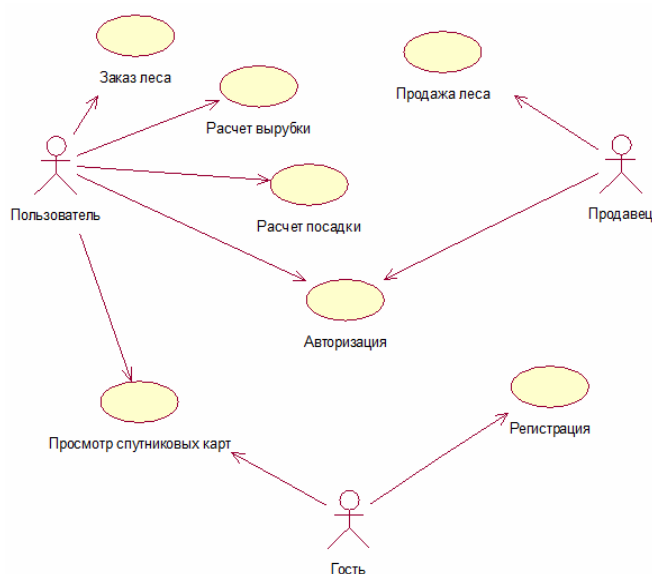 Заказ леса
Продажа леса
Расчет вырубки
Пользователь
Продавец
Расчет посадки
Авторизация
Просмотр спутниковых карт
Регистрация
Гость